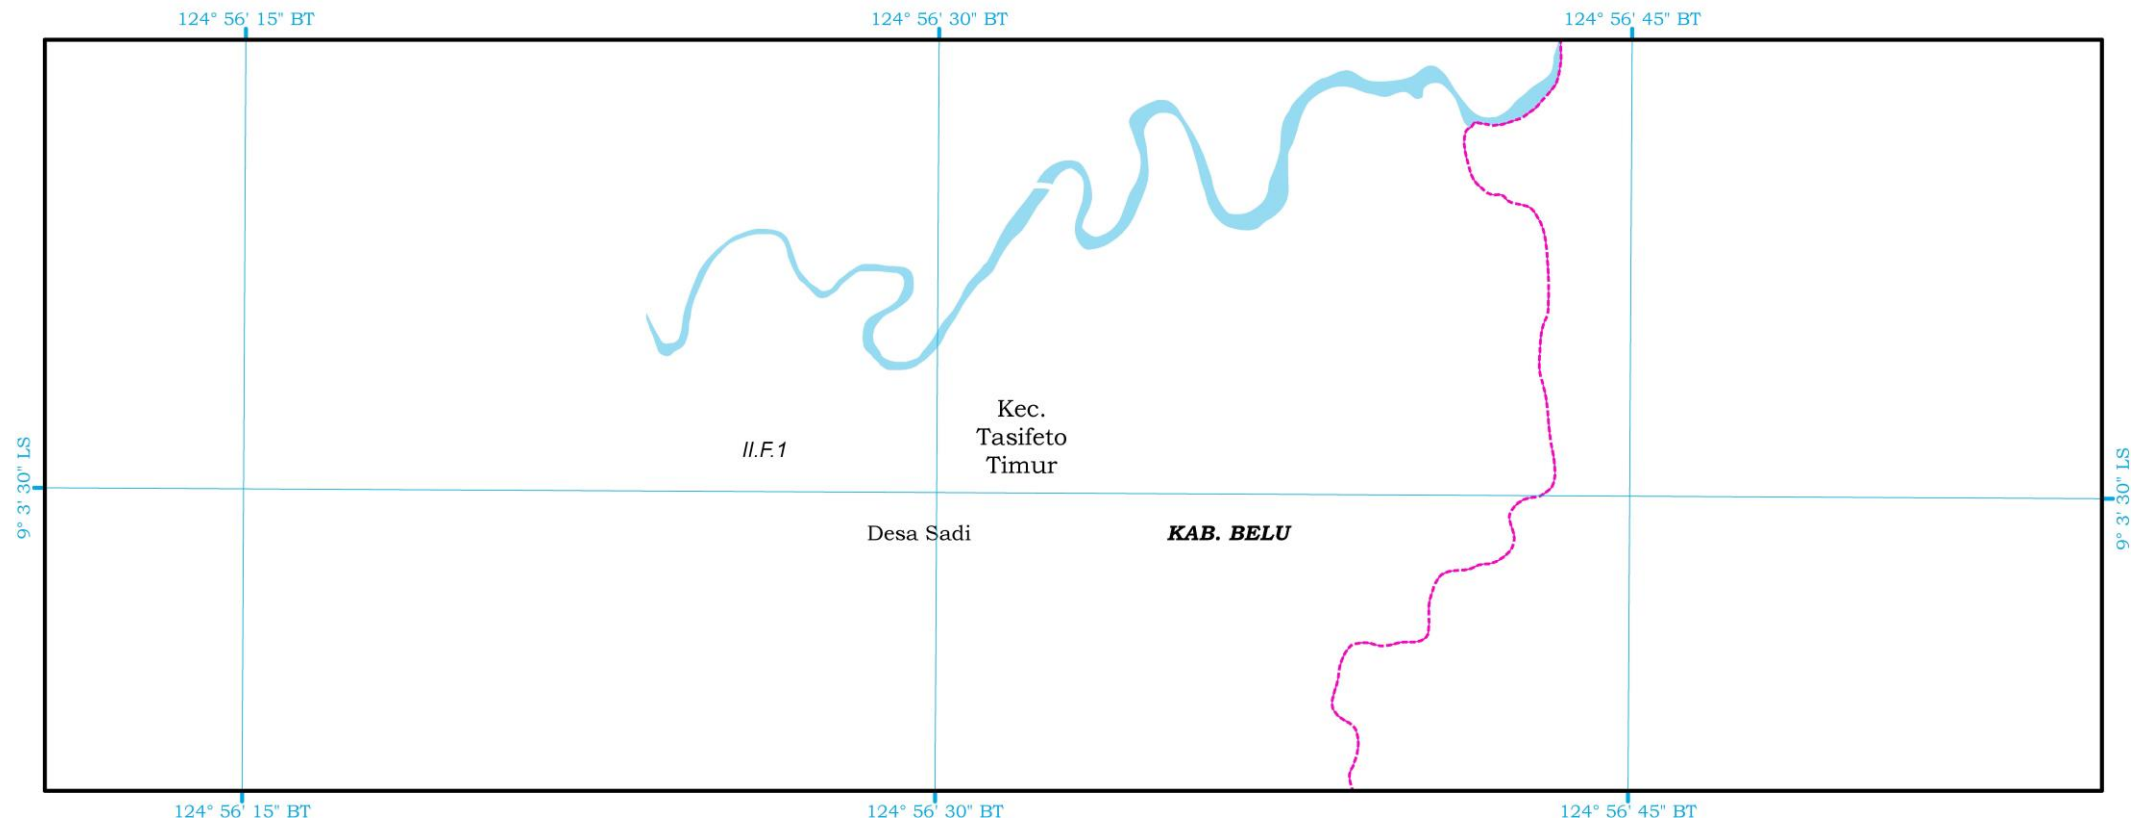 124° 56' 15" BT
124° 56' 30" BT
124° 56' 45" BT
Kec.
Tasifeto
Timur
II.F.1
9° 3' 30" LS
9° 3' 30" LS
Desa Sadi
KAB. BELU
124° 56' 15" BT
124° 56' 30" BT
124° 56' 45" BT